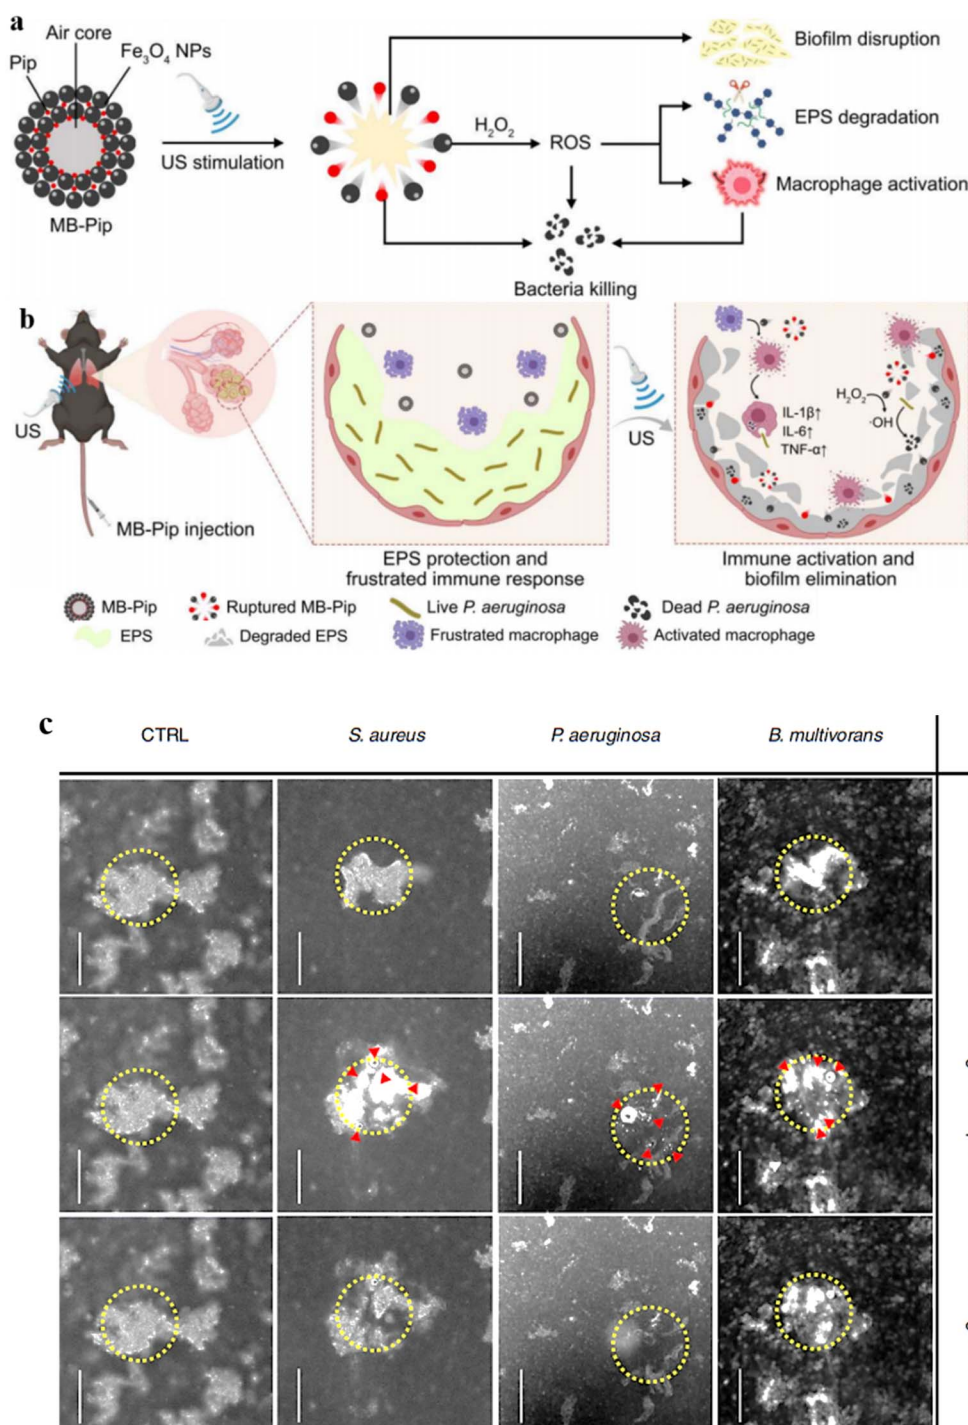 a
Air core
Pip
Fe₃O₄ NPs
US stimulation
MB-Pip
H₂O₂
ROS
Biofilm disruption
EPS degradation
Macrophage activation
Bacteria killing
b
US
MB-Pip injection
US
IL-1β↑
IL-6↑
TNF-α↑
H₂O₂
·OH
EPS protection and
frustrated immune response
Immune activation and
biofilm elimination
MB-Pip
Ruptured MB-Pip
Live P. aeruginosa
Dead P. aeruginosa
EPS
Degraded EPS
Frustrated macrophage
Activated macrophage
c
CTRL
S. aureus
P. aeruginosa
B. multivorans